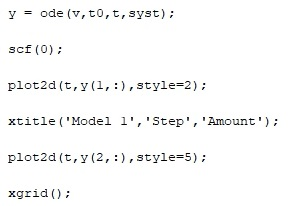 y = ode(v,t0,t,syst);
scf(0);
plot2d(t,y(1,:),style=2);
xtitle('Model 1','Step','Amount');
plot2d(t,y(2,:),style=5);
xgrid();